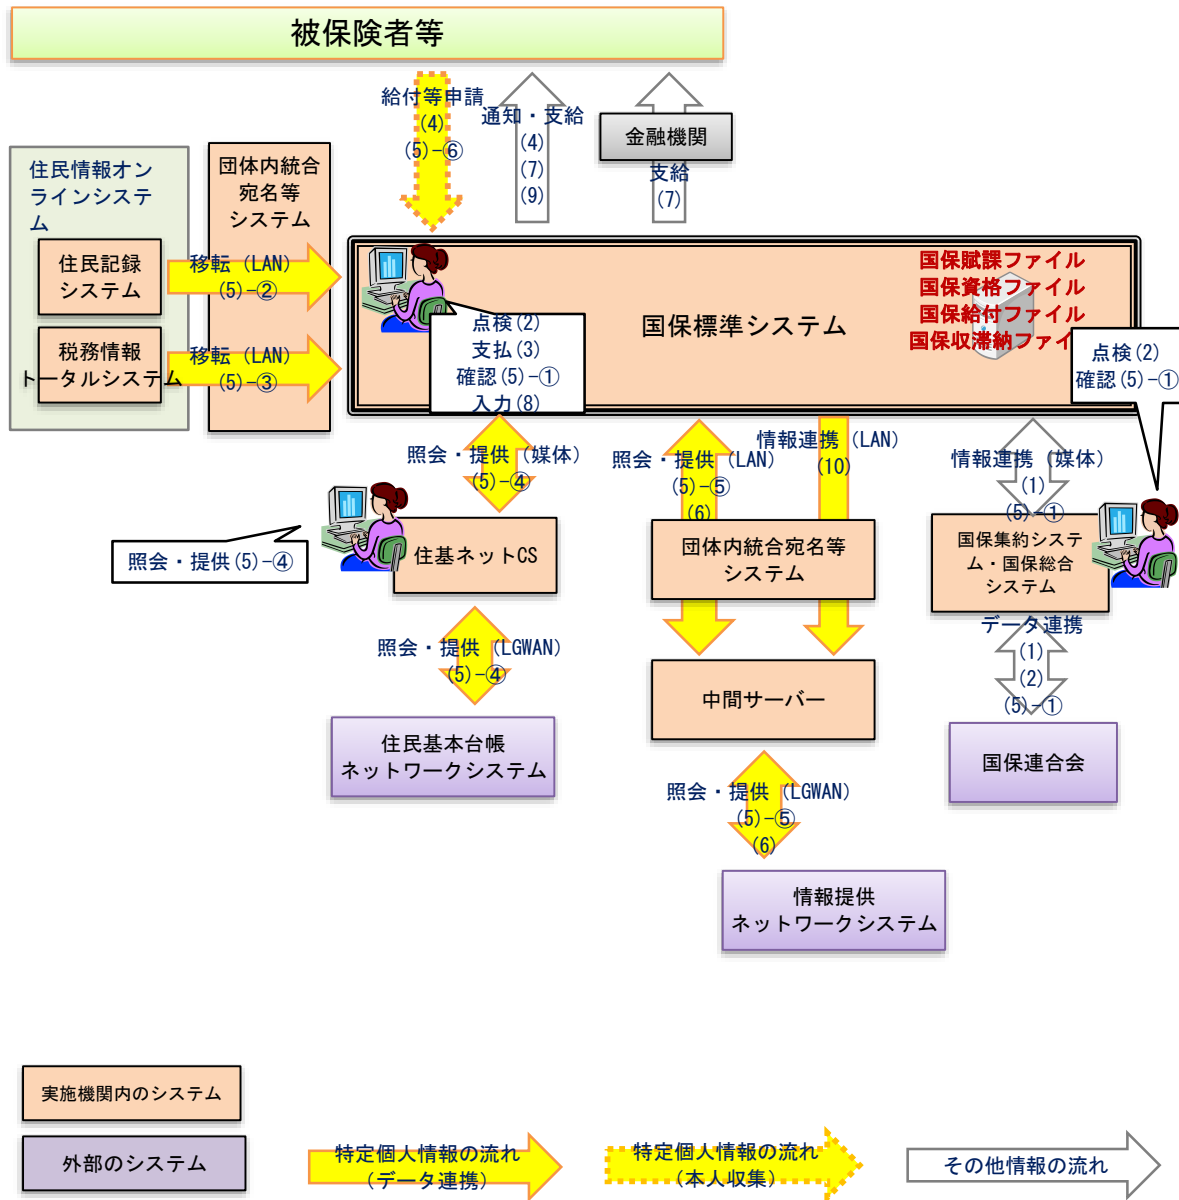 被保険者等
給付等申請
(4)
(5)-⑥
通知・支給
(4)
(7)
(9)
金融機関
支給
(7)
住民情報オン
ラインシステ
ム
団体内統合
宛名等
システム
住民記録
システム
移転（LAN）
(5)-②
税務情報
トータルシステム
移転（LAN）
(5)-③
国保標準システム
国保賦課ファイル
国保資格ファイル
国保給付ファイル
国保収滞納ファイ
点検(2)
支払(3)
確認(5)-①
入力(8)
点検(2)
確認(5)-①
照会・提供（媒体）
(5)-④
照会・提供（LAN）
(5)-⑤
(6)
情報連携（LAN）
(10)
情報連携（媒体）
(1)
(5)-①
照会・提供(5)-④
住基ネットCS
団体内統合宛名等
システム
国保集約システ
ム・国保総合
システム
照会・提供（LGWAN）
(5)-④
データ連携
(1)
(2)
(5)-①
中間サーバー
住民基本台帳
ネットワークシステム
国保連合会
照会・提供（LGWAN）
(5)-⑤
(6)
情報提供
ネットワークシステム
実施機関内のシステム
外部のシステム
特定個人情報の流れ
（データ連携）
特定個人情報の流れ
（本人収集）
その他情報の流れ